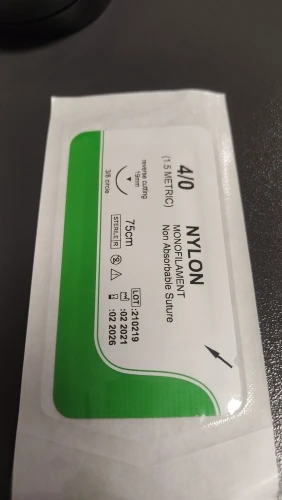 4/0
(1.5 METRIC)
NYLON
MONOFILAMENT
Non Absorbable Suture
reverse cutting
19mm
3/8 circle
75cm
STERILE R
LOT :210219
:02 2021
:02 2026